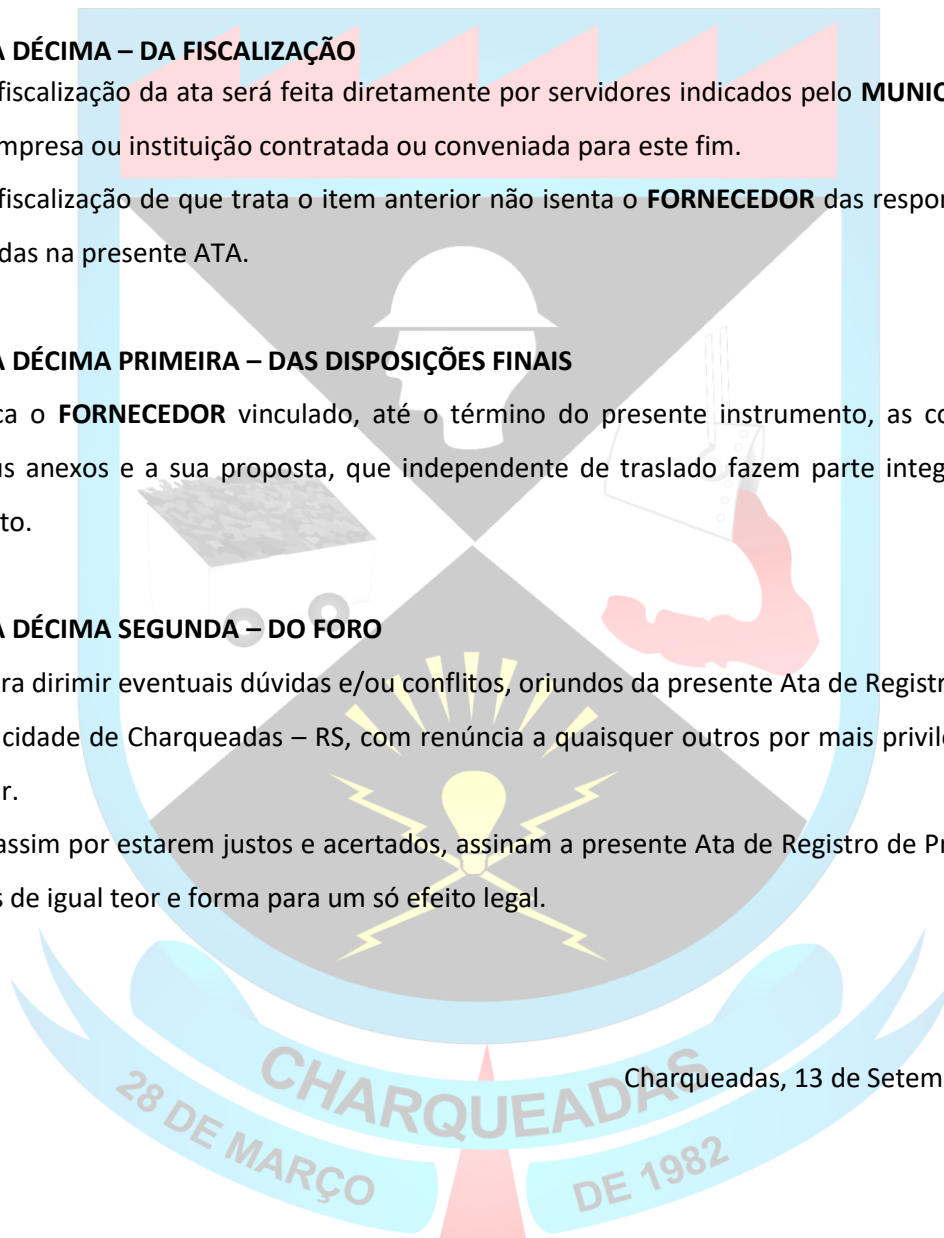 A DÉCIMA – DA FISCALIZAÇÃO
fiscalização da ata será feita diretamente por servidores indicados pelo MUNIC
mpresa ou instituição contratada ou conveniada para este fim.
fiscalização de que trata o item anterior não isenta o FORNECEDOR das respon
das na presente ATA.
A DÉCIMA PRIMEIRA – DAS DISPOSIÇÕES FINAIS
ca o FORNECEDOR vinculado, até o término do presente instrumento, as co
us anexos e a sua proposta, que independente de traslado fazem parte integ
to.
A DÉCIMA SEGUNDA – DO FORO
ra dirimir eventuais dúvidas e/ou conflitos, oriundos da presente Ata de Registr
cidade de Charqueadas – RS, com renúncia a quaisquer outros por mais privile
r.
assim por estarem justos e acertados, assinam a presente Ata de Registro de Pr
s de igual teor e forma para um só efeito legal.
Charqueadas, 13 de Setem
CHARQUEADAS
28 DE MARÇO DE 1982